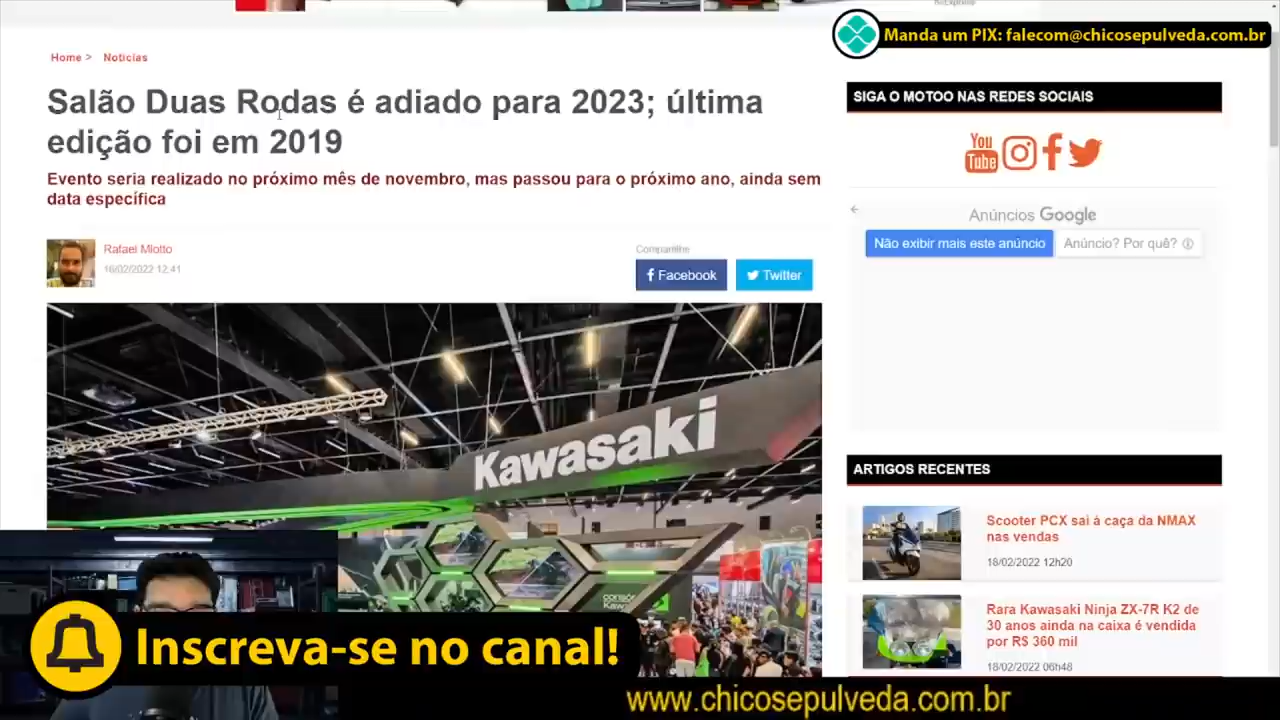 Manda um PIX: falecom@chicosepulveda.com.br
Home > Notícias
Salão Duas Rodas é adiado para 2023; última
edição foi em 2019
Evento seria realizado no próximo mês de novembro, mas passou para o próximo ano, ainda sem
data específica
Rafael Miotto
16/02/2022 12:41
Compartilhe
Facebook
Twitter
Kawasaki
SIGA O MOTOO NAS REDES SOCIAIS
You
Tube
Anúncios Google
Não exibir mais este anúncio
Anúncio? Por quê?
ARTIGOS RECENTES
Scooter PCX sai à caça da NMAX
nas vendas
18/02/2022 12h20
Rara Kawasaki Ninja ZX-7R K2 de
30 anos ainda na caixa é vendida
por R$ 360 mil
18/02/2022 06h48
Inscreva-se no canal!
www.chicosepulveda.com.br